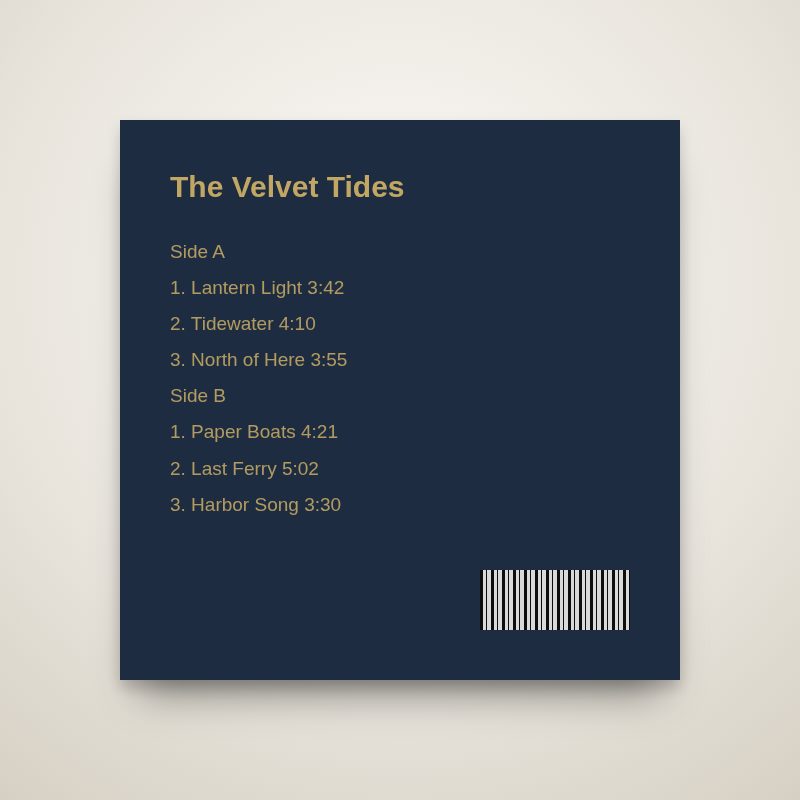 The Velvet Tides
Side A
1. Lantern Light 3:42
2. Tidewater 4:10
3. North of Here 3:55
Side B
1. Paper Boats 4:21
2. Last Ferry 5:02
3. Harbor Song 3:30